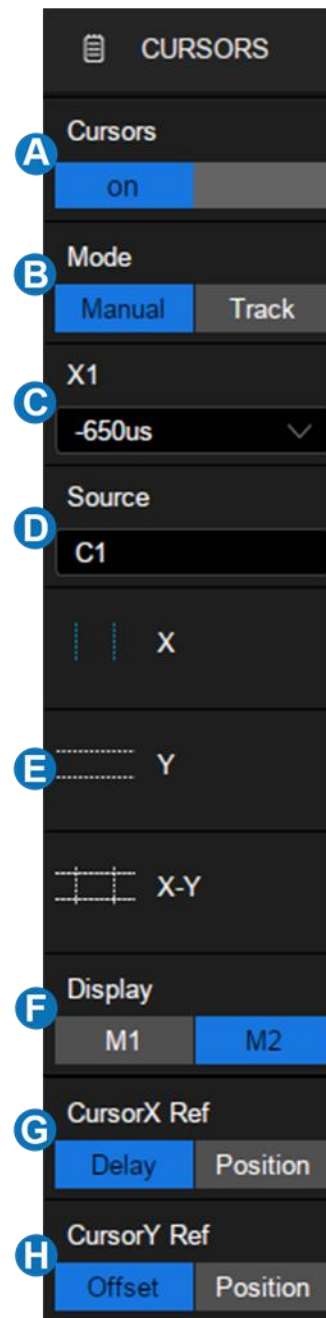 CURSORS
A
Cursors
on
B
Mode
Manual Track
C
X1
-650us
D
Source
C1
X
E
Y
X-Y
F
Display
M1 M2
G
CursorX Ref
Delay Position
H
CursorY Ref
Offset Position